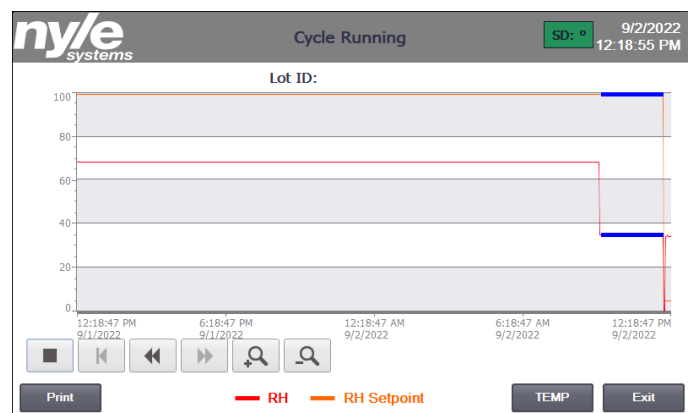 nyle
systems
Cycle Running
SD: º
9/2/2022
12:18:55 PM
Lot ID:
100
80
60
40
20
0
12:18:47 PM
9/1/2022
6:18:47 PM
9/1/2022
12:18:47 AM
9/2/2022
6:18:47 AM
9/2/2022
12:18:47 PM
9/2/2022
Print
RH
RH Setpoint
TEMP
Exit